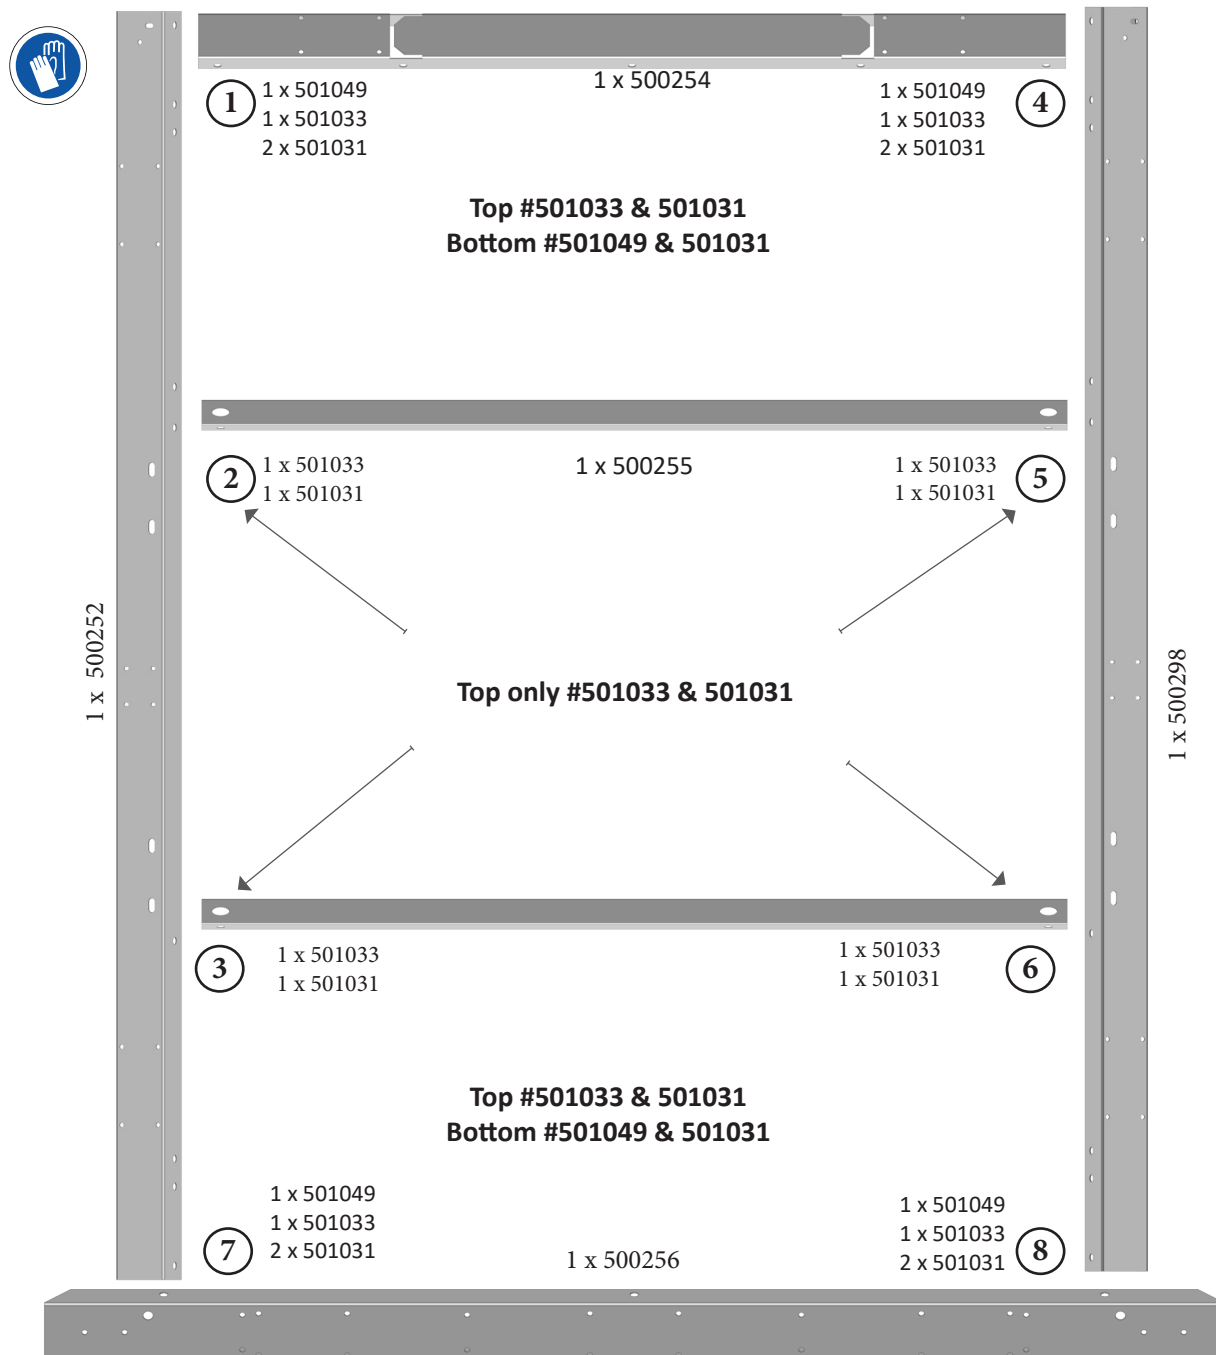 1 x 500254
1
1 x 501049
1 x 501033
2 x 501031
1 x 501049
1 x 501033
2 x 501031
4
Top #501033 & 501031
Bottom #501049 & 501031
2
1 x 501033
1 x 501031
1 x 500255
1 x 501033
1 x 501031
5
1 x 500252
Top only #501033 & 501031
1 x 500298
3
1 x 501033
1 x 501031
1 x 501033
1 x 501031
6
Top #501033 & 501031
Bottom #501049 & 501031
7
1 x 501049
1 x 501033
2 x 501031
1 x 500256
1 x 501049
1 x 501033
2 x 501031
8